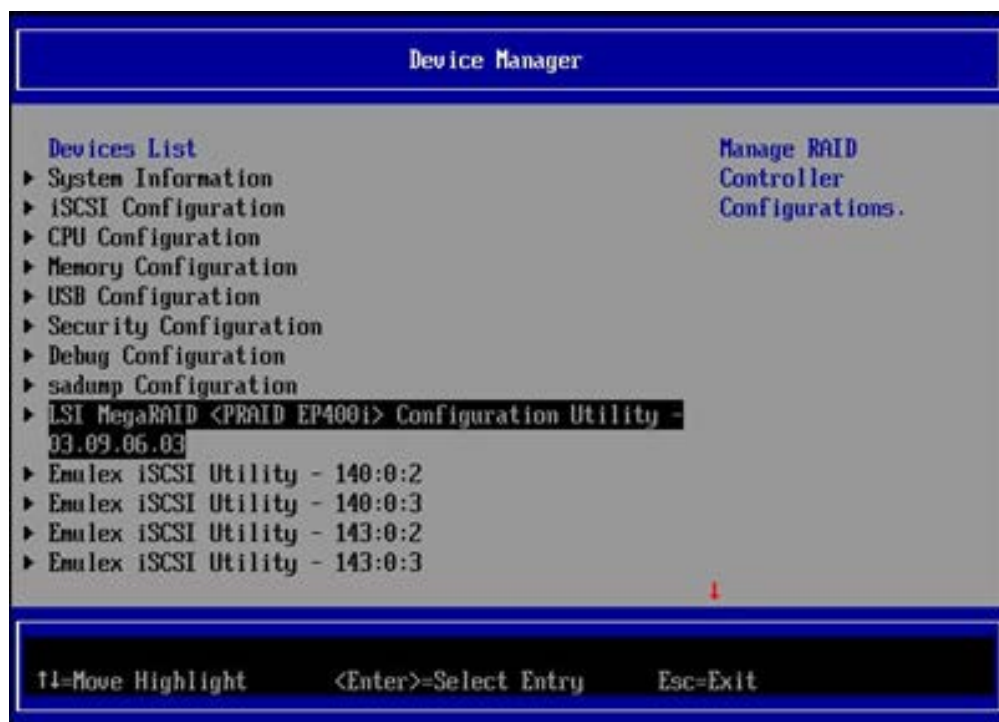 Device Manager
Devices List
▶ System Information
▶ iSCSI Configuration
▶ CPU Configuration
▶ Memory Configuration
▶ USB Configuration
▶ Security Configuration
▶ Debug Configuration
▶ sadump Configuration
▶ LSI MegaRAID <PRAID EP400i> Configuration Utility -
03.09.06.03
▶ Emulex iSCSI Utility - 140:0:2
▶ Emulex iSCSI Utility - 140:0:3
▶ Emulex iSCSI Utility - 143:0:2
▶ Emulex iSCSI Utility - 143:0:3
Manage RAID
Controller
Configurations.
↓
↑↓=Move Highlight <Enter>=Select Entry Esc=Exit